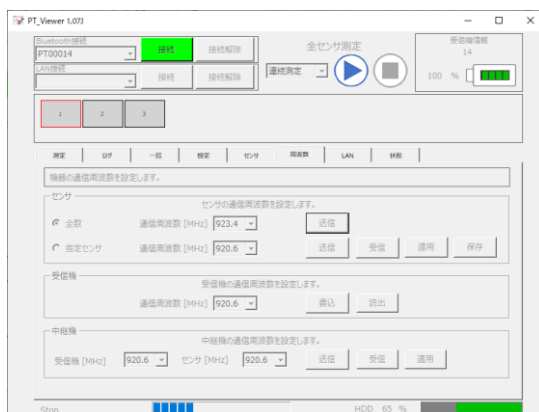 PT_Viewer 1.07J
Bluetooth接続
PT00014
接続
接続解除
LAN接続
接続
接続解除
全センサ測定
連続測定
受信機情報
14
100 %
1 2 3
測定 ログ 一覧 設定 センサ 周波数 LAN 状態
機器の通信周波数を設定します。
センサ
センサの通信周波数を設定します。
全数 通信周波数 [MHz] 923.4 送信
指定センサ 通信周波数 [MHz] 920.6 送信 受信 適用 保存
受信機
受信機の通信周波数を設定します。
通信周波数 [MHz] 920.6 書込 読出
中継機
中継機の通信周波数を設定します。
受信機 [MHz] 920.6 センサ [MHz] 920.6 送信 受信 適用
Stop HDD 65 %